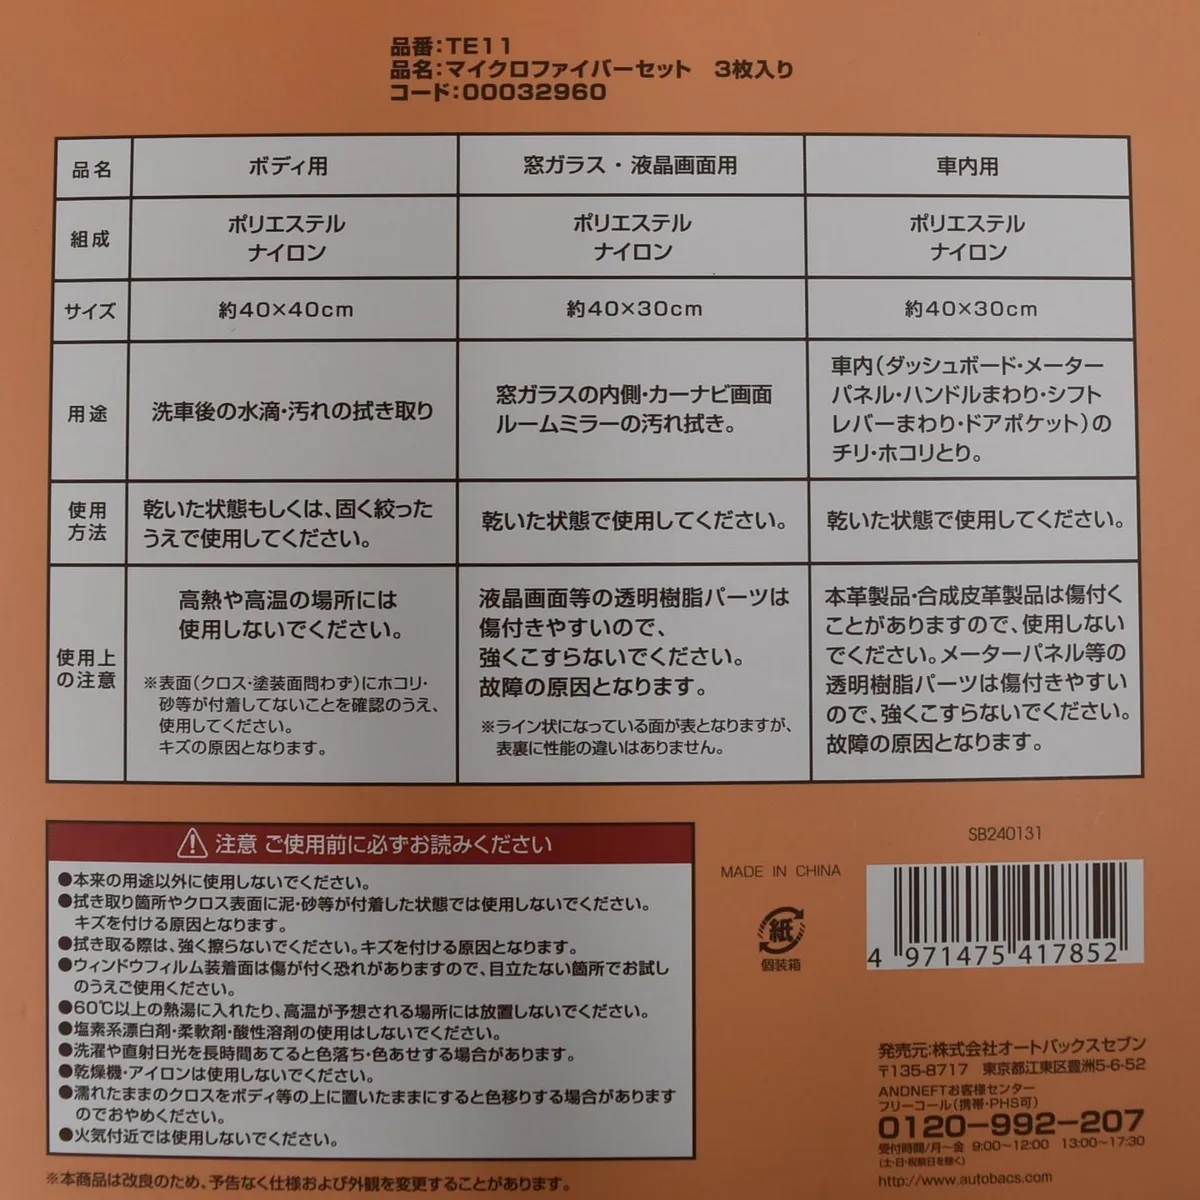 品番：TE11
品名：マイクロファイバーセット　3枚入り
コード：00032960
品名
ボディ用
窓ガラス・液晶画面用
車内用
組成
ポリエステル
ナイロン
ポリエステル
ナイロン
ポリエステル
ナイロン
サイズ
約40×40cm
約40×30cm
約40×30cm
用途
洗車後の水滴・汚れの拭き取り
窓ガラスの内側・カーナビ画面
ルームミラーの汚れ拭き。
車内（ダッシュボード・メーター
パネル・ハンドルまわり・シフト
レバーまわり・ドアポケット）の
チリ・ホコリとり。
使用
方法
乾いた状態もしくは、固く絞った
うえで使用してください。
乾いた状態で使用してください。
乾いた状態で使用してください。
使用上
の注意
高熱や高温の場所には
使用しないでください。
※表面（クロス・塗装面問わず）にホコリ・
砂等が付着してないことを確認のうえ、
使用してください。
キズの原因となります。
液晶画面等の透明樹脂パーツは
傷付きやすいので、
強くこすらないでください。
故障の原因となります。
※ライン状になっている面が表となりますが、
表裏に性能の違いはありません。
本革製品・合成皮革製品は傷付く
ことがありますので、使用しない
でください。メーターパネル等の
透明樹脂パーツは傷付きやすい
ので、強くこすらないでください。
故障の原因となります。
注意 ご使用前に必ずお読みください
●本来の用途以外に使用しないでください。
●拭き取り箇所やクロス表面に泥・砂等が付着した状態では使用しないでください。
キズを付ける原因となります。
●拭き取る際は、強く擦らないでください。キズを付ける原因となります。
●ウィンドウフィルム装着面は傷が付く恐れがありますので、目立たない箇所でお試し
のうえご使用ください。
●60℃以上の熱湯に入れたり、高温が予想される場所には放置しないでください。
●塩素系漂白剤・柔軟剤・酸性溶剤の使用はしないでください。
●洗濯や直射日光を長時間あてると色落ち・色あせする場合があります。
●乾燥機・アイロンは使用しないでください。
●濡れたままのクロスをボディ等の上に置いたままにすると色移りする場合があります
のでおやめください。
●火気付近では使用しないでください。
※本商品は改良のため、予告なく仕様および外観を変更することがあります。
SB240131
MADE IN CHINA
紙
個装箱
4 971475 417852
発売元：株式会社オートバックスセブン
〒135-8717　東京都江東区豊洲5-6-52
ANDNEFTお客様センター
フリーコール（携帯・PHS可）
0120-992-207
受付時間/月～金　9:00～12:00　13:00～17:30
（土・日・祝祭日を除く）
http://www.autobacs.com